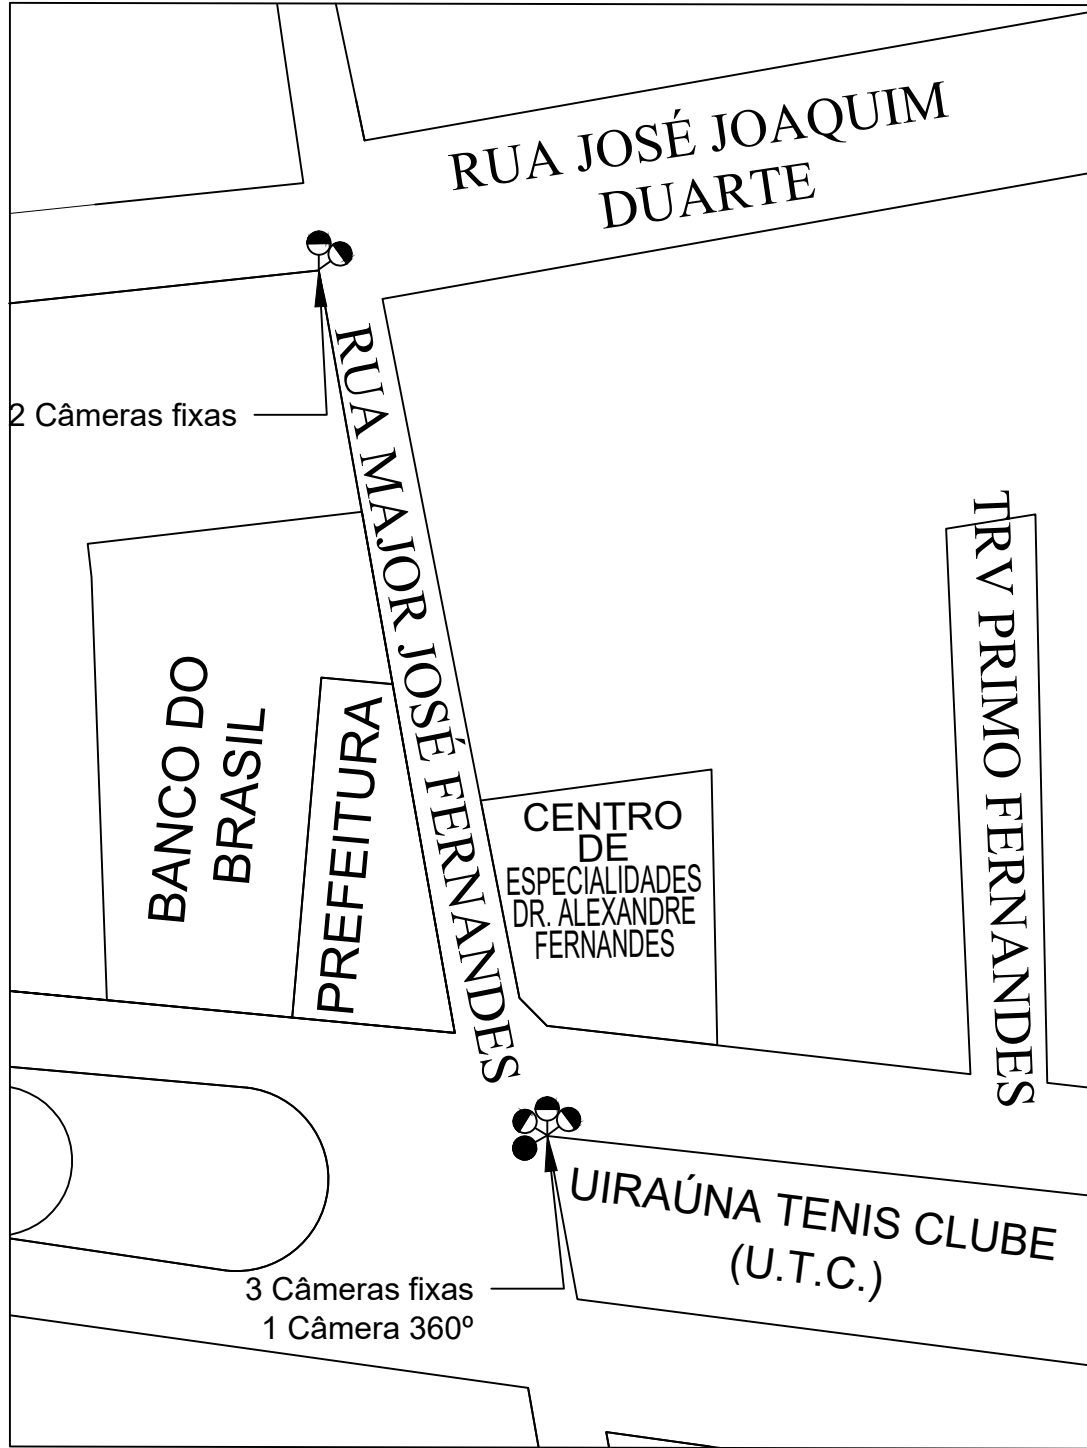 RUA JOSÉ JOAQUIM
DUARTE
2 Câmeras fixas
RUA MAJOR JOSÉ FERNANDES
TRV PRIMO FERNANDES
BANCO DO
BRASIL
PREFEITURA
CENTRO
DE
ESPECIALIDADES
DR. ALEXANDRE
FERNANDES
UIRAÚNA TENIS CLUBE
(U.T.C.)
3 Câmeras fixas
1 Câmera 360º